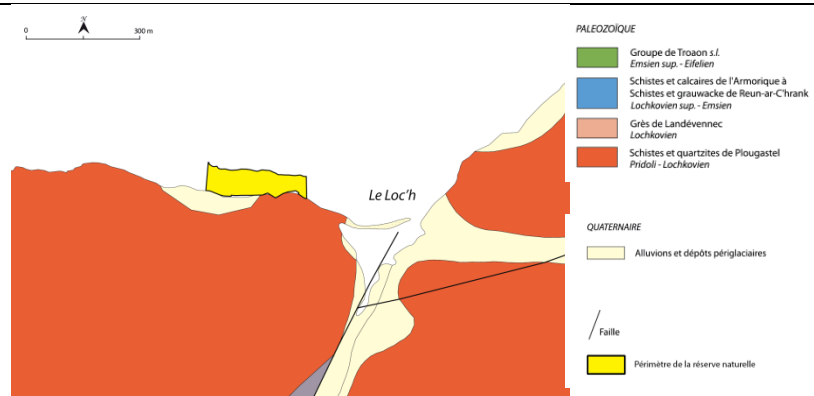 N
0 300 m
Le Loc'h
PALEOZOÏQUE
Groupe de Troaon s.l.
Emsien sup. - Eifelien
Schistes et calcaires de l'Armorique à
Schistes et grauwacke de Reun-ar-C'hrank
Lochkovien sup. - Emsien
Grès de Landévennec
Lochkovien
Schistes et quartzites de Plougastel
Pridoli - Lochkovien
QUATERNAIRE
Alluvions et dépôts périglaciaires
Faille
Périmètre de la réserve naturelle